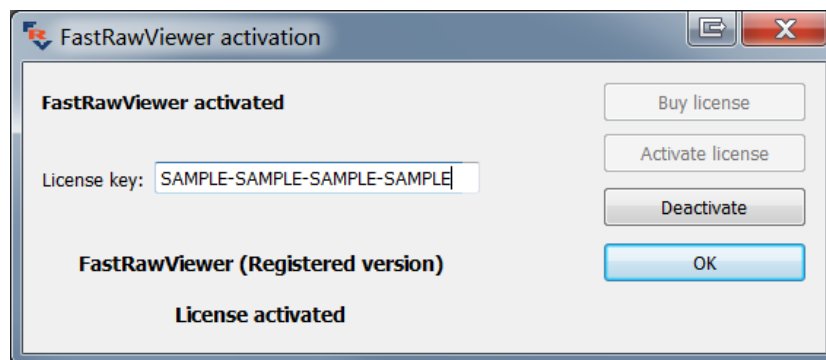 FastRawViewer activation
FastRawViewer activated
Buy license
Activate license
License key: SAMPLE-SAMPLE-SAMPLE-SAMPLE
Deactivate
FastRawViewer (Registered version)
OK
License activated